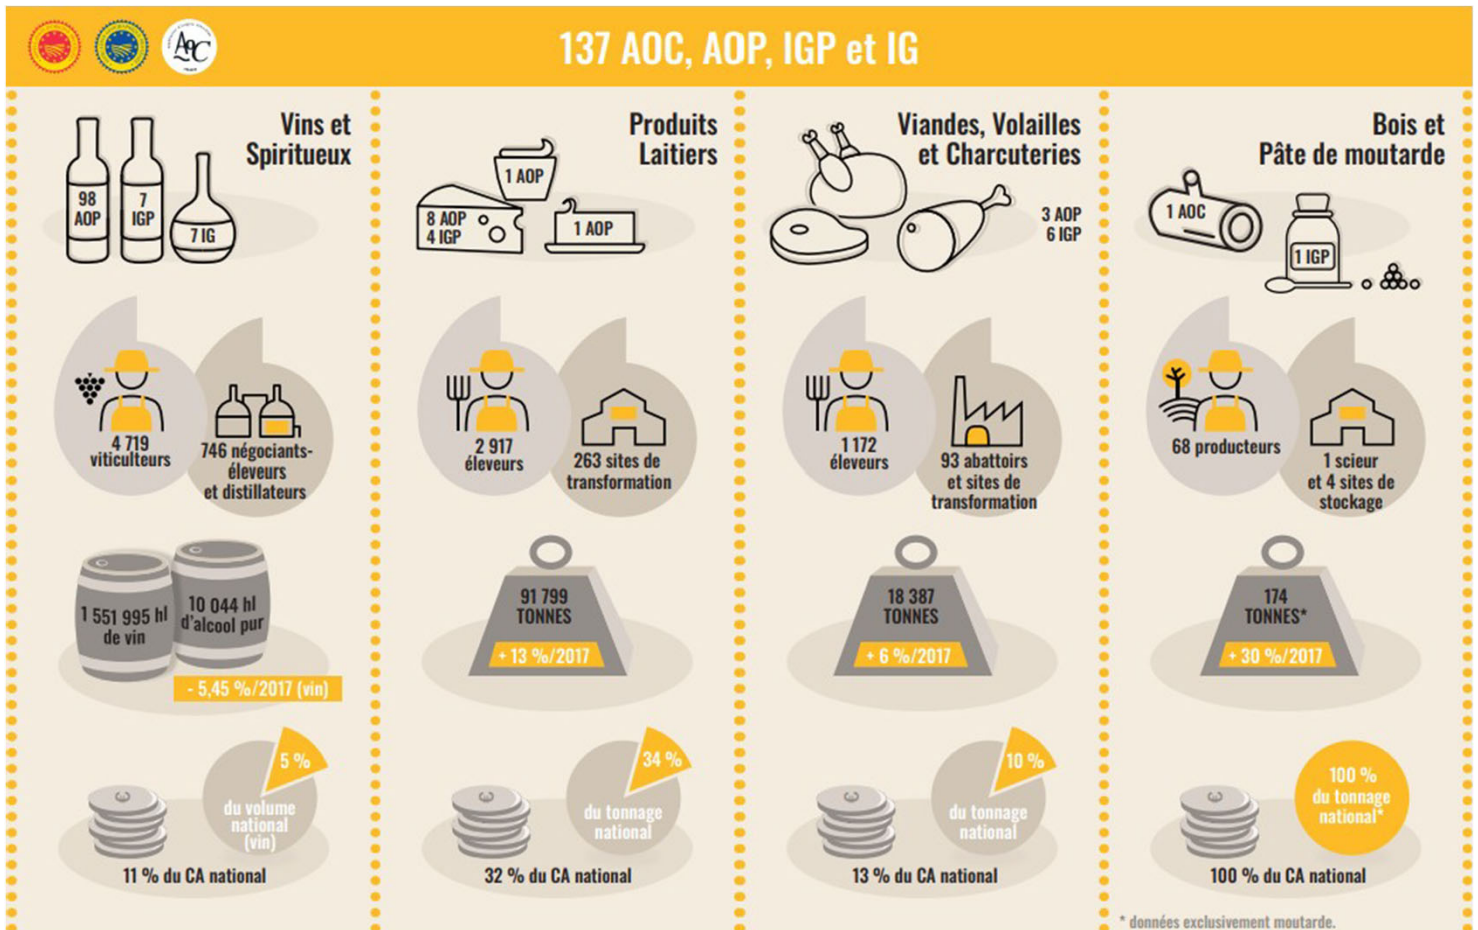 AOC
137 AOC, AOP, IGP et IG
Vins et
Spiritueux
98
AOP
7
IGP
7 IG
4 719
viticulteurs
746 négociants-
éleveurs
et distillateurs
1 551 995 hl
de vin
10 044 hl
d'alcool pur
- 5,45 %/2017 (vin)
5 %
du volume
national
(vin)
11 % du CA national
Produits
Laitiers
1 AOP
8 AOP
4 IGP
1 AOP
2 917
éleveurs
263 sites de
transformation
91 799
TONNES
+ 13 %/2017
34 %
du tonnage
national
32 % du CA national
Viandes, Volailles
et Charcuteries
3 AOP
6 IGP
1 172
éleveurs
93 abattoirs
et sites de
transformation
18 387
TONNES
+ 6 %/2017
10 %
du tonnage
national
13 % du CA national
Bois et
Pâte de moutarde
1 AOC
1 IGP
68 producteurs
1 scieur
et 4 sites de
stockage
174
TONNES*
+ 30 %/2017
100 %
du tonnage
national*
100 % du CA national
* données exclusivement moutarde.